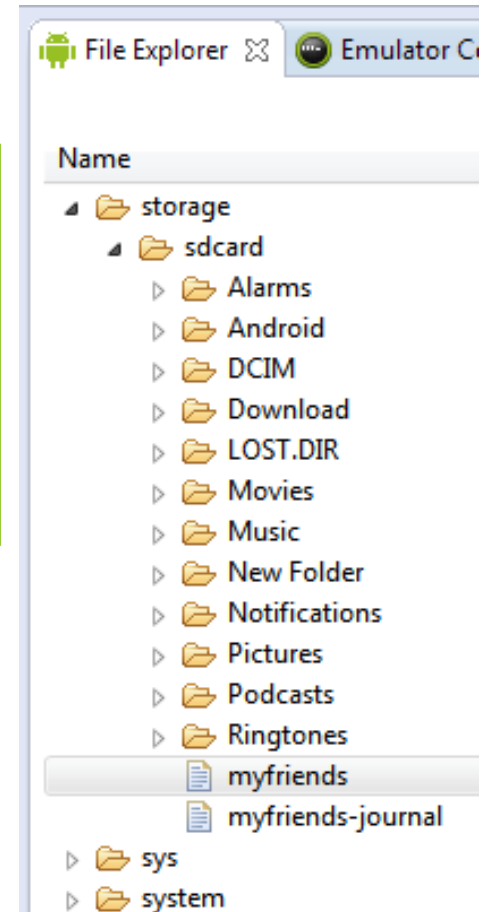 File Explorer Emulator C
Name
storage
sdcard
Alarms
Android
DCIM
Download
LOST.DIR
Movies
Music
New Folder
Notifications
Pictures
Podcasts
Ringtones
myfriends
myfriends-journal
sys
system